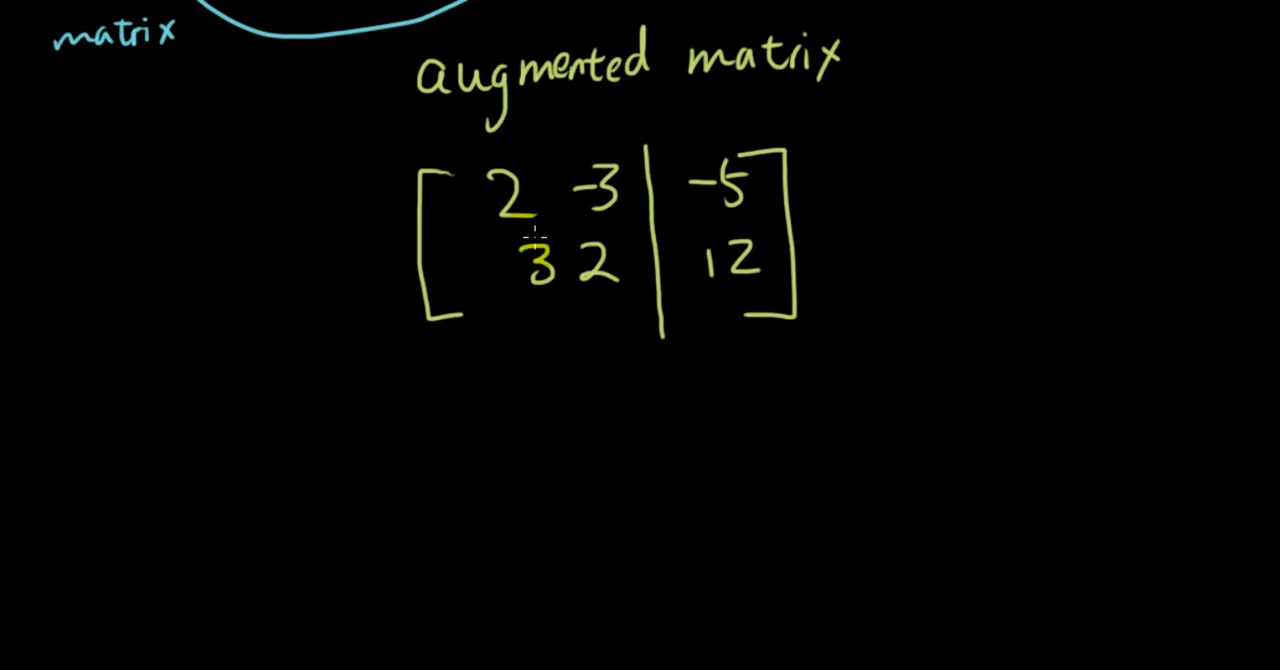 matrix
augmented matrix
2 -3 | -5
3 2 | 12